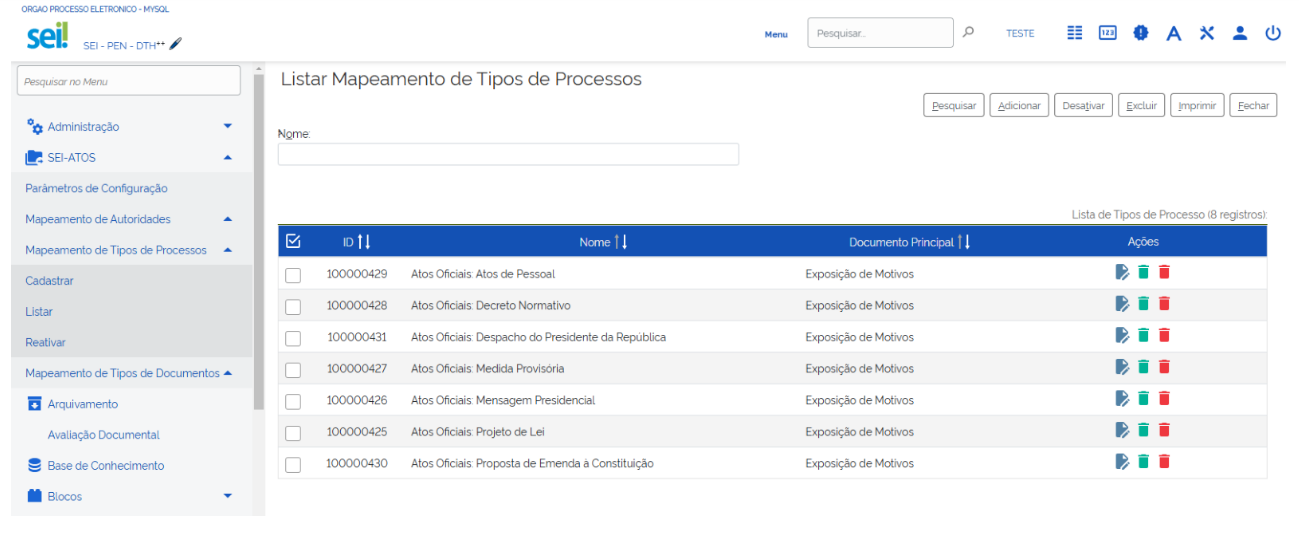 ORGAO PROCESSO ELETRONICO - MYSQL
sei!
SEI - PEN - DTH++
Menu
Pesquisar...
TESTE
123
A
Pesquisar no Menu
Administração
SEI-ATOS
Parâmetros de Configuração
Mapeamento de Autoridades
Mapeamento de Tipos de Processos
Cadastrar
Listar
Reativar
Mapeamento de Tipos de Documentos
Arquivamento
Avaliação Documental
Base de Conhecimento
Blocos
Listar Mapeamento de Tipos de Processos
Pesquisar Adicionar Desativar Excluir Imprimir Fechar
Nome:
Lista de Tipos de Processo (8 registros):
ID Nome Documento Principal Ações
100000429 Atos Oficiais: Atos de Pessoal Exposição de Motivos
100000428 Atos Oficiais: Decreto Normativo Exposição de Motivos
100000431 Atos Oficiais: Despacho do Presidente da República Exposição de Motivos
100000427 Atos Oficiais: Medida Provisória Exposição de Motivos
100000426 Atos Oficiais: Mensagem Presidencial Exposição de Motivos
100000425 Atos Oficiais: Projeto de Lei Exposição de Motivos
100000430 Atos Oficiais: Proposta de Emenda à Constituição Exposição de Motivos